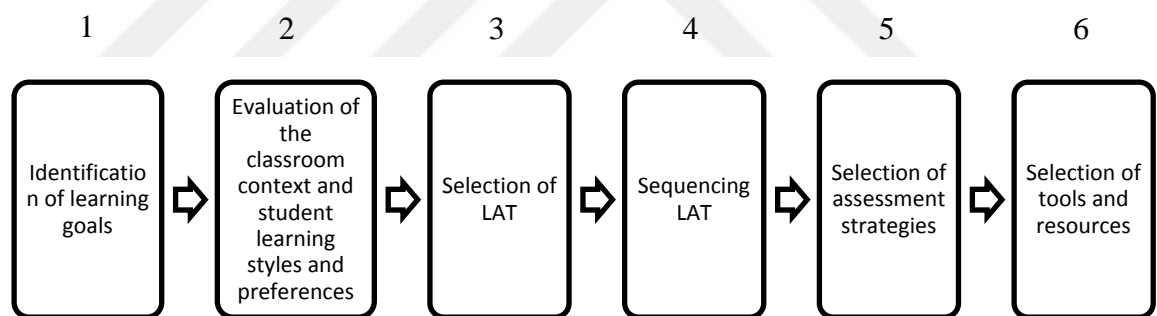 1 2 3 4 5 6
Identificatio
n of learning
goals
Evaluation of
the
classroom
context and
student
learning
styles and
preferences
Selection of
LAT
Sequencing
LAT
Selection of
assessment
strategies
Selection of
tools and
resources